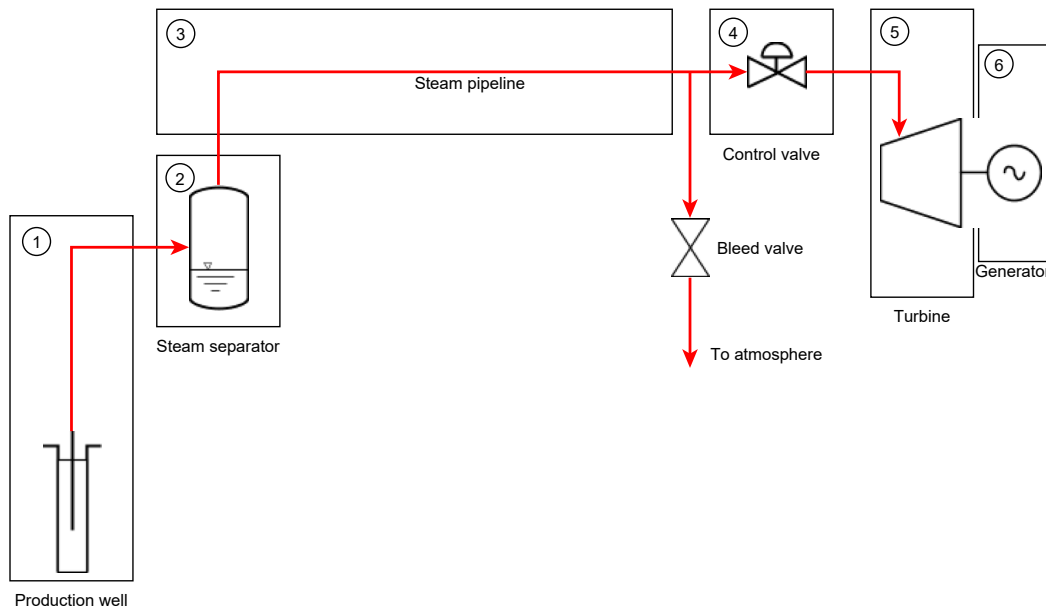 3
Steam pipeline
4
Control valve
5
Turbine
6
Generator
2
Steam separator
Bleed valve
To atmosphere
1
Production well